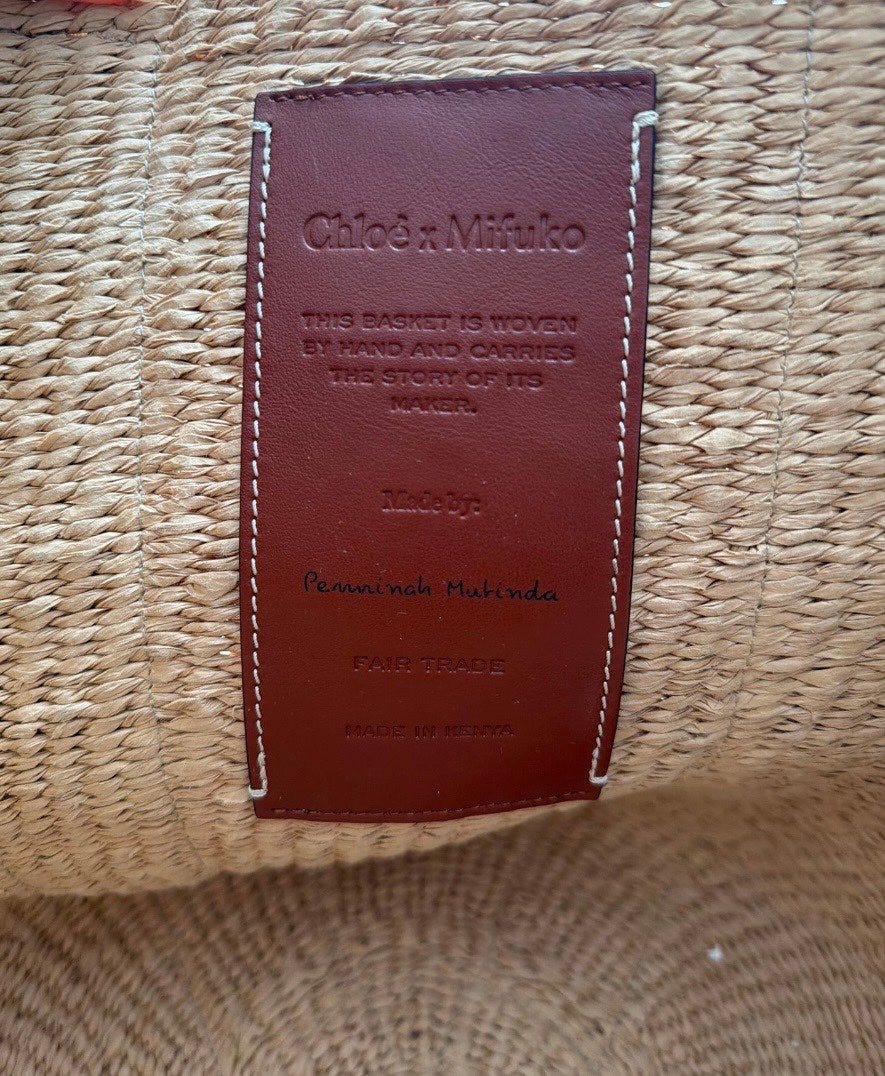 Chloé x Mifuko
THIS BASKET IS WOVEN
BY HAND AND CARRIES
THE STORY OF ITS
MAKER.
Made by:
Penninah Mutinda
FAIR TRADE
MADE IN KENYA